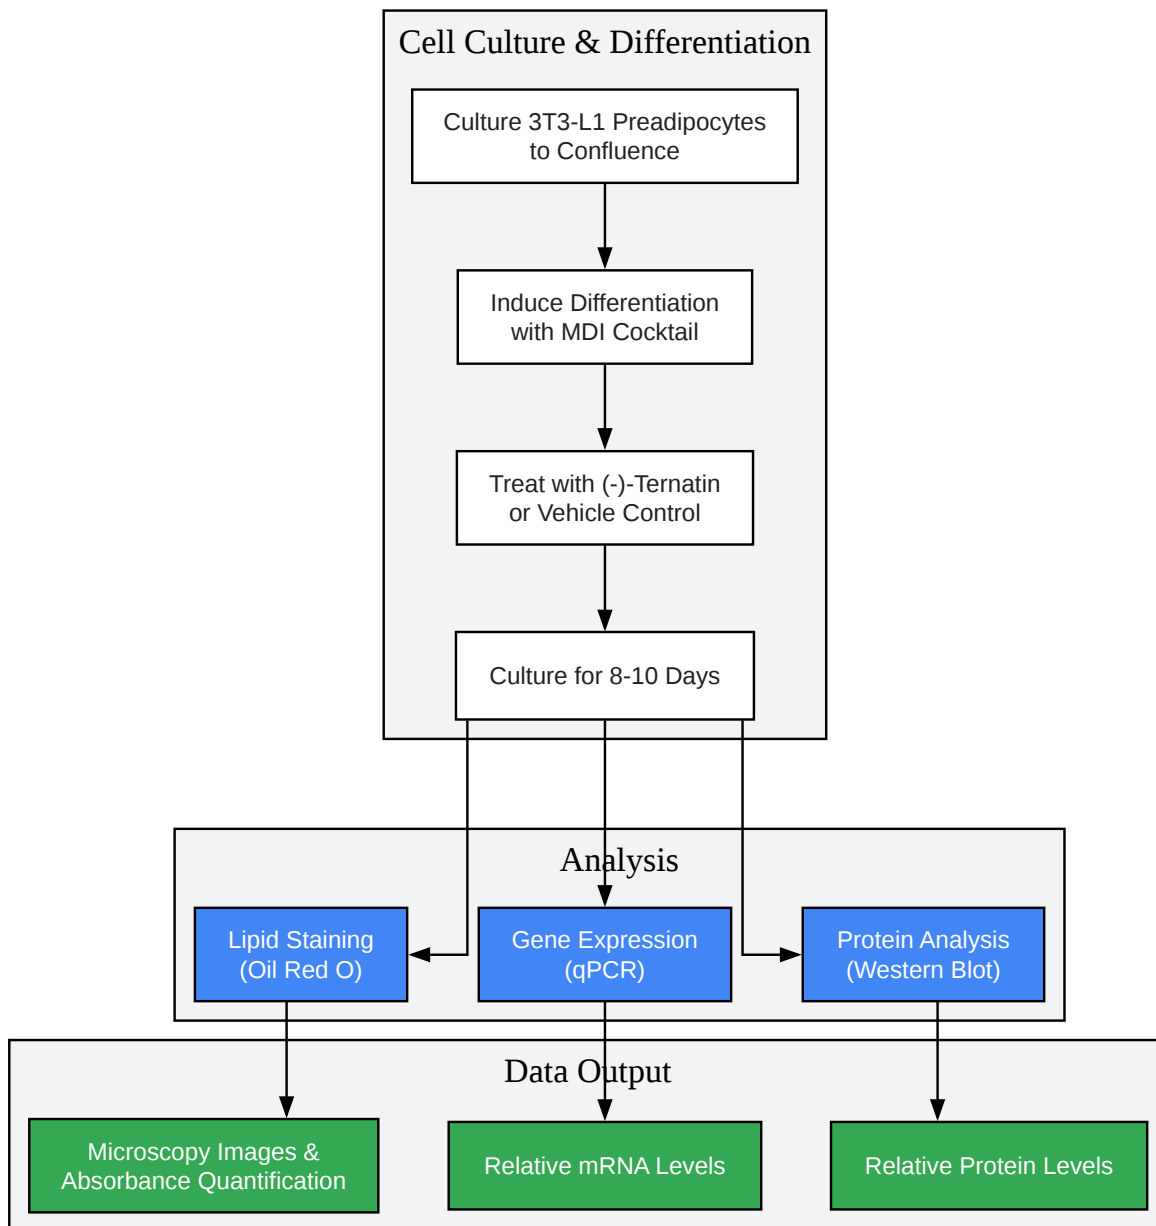 Cell Culture & Differentiation
Culture 3T3-L1 Preadipocytes
to Confluence
Induce Differentiation
with MDI Cocktail
Treat with (-)-Ternatin
or Vehicle Control
Culture for 8-10 Days
Analysis
Lipid Staining
(Oil Red O)
Gene Expression
(qPCR)
Protein Analysis
(Western Blot)
Data Output
Microscopy Images &
Absorbance Quantification
Relative mRNA Levels
Relative Protein Levels